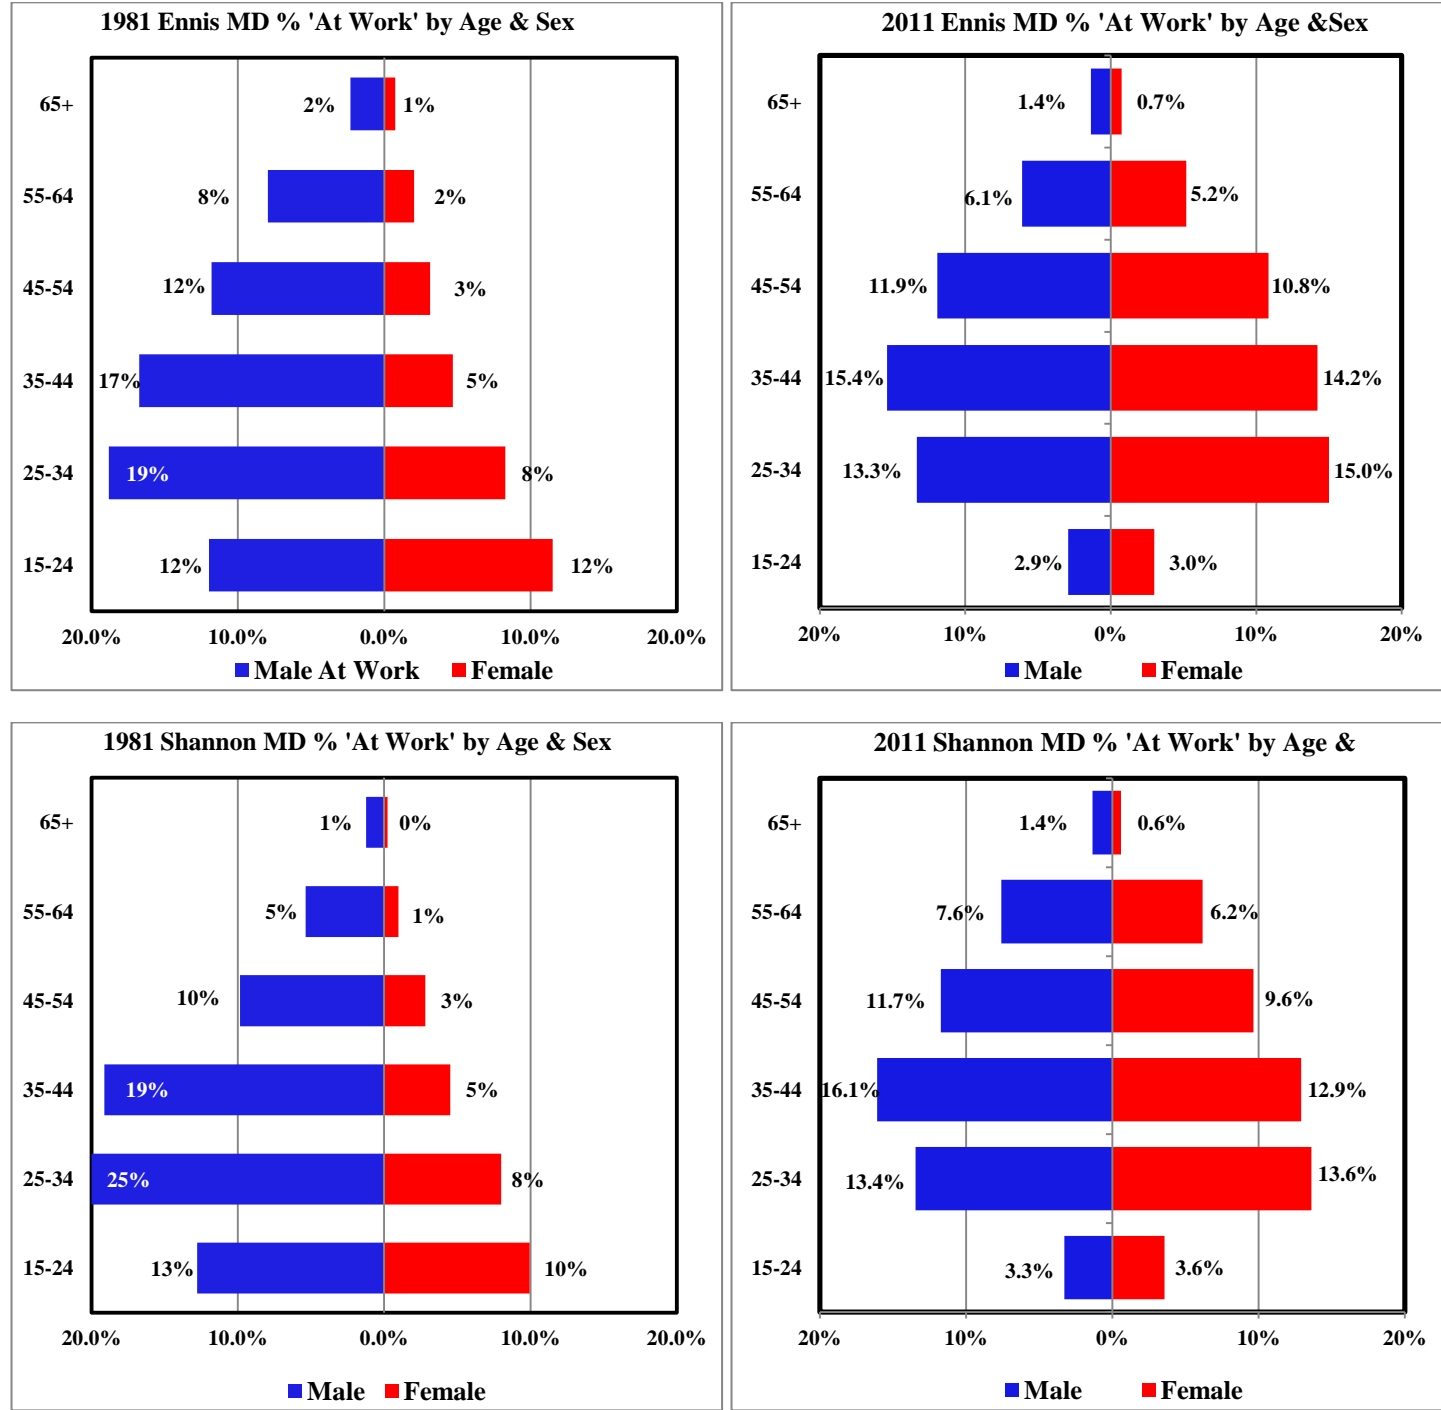 1981 Ennis MD % 'At Work' by Age & Sex
65+ 2% 1%
55-64 8% 2%
45-54 12% 3%
35-44 17% 5%
25-34 19% 8%
15-24 12% 12%
20.0% 10.0% 0.0% 10.0% 20.0%
Male At Work Female
2011 Ennis MD % 'At Work' by Age &Sex
65+ 1.4% 0.7%
55-64 6.1% 5.2%
45-54 11.9% 10.8%
35-44 15.4% 14.2%
25-34 13.3% 15.0%
15-24 2.9% 3.0%
20% 10% 0% 10% 20%
Male Female
1981 Shannon MD % 'At Work' by Age & Sex
65+ 1% 0%
55-64 5% 1%
45-54 10% 3%
35-44 19% 5%
25-34 25% 8%
15-24 13% 10%
20.0% 10.0% 0.0% 10.0% 20.0%
Male Female
2011 Shannon MD % 'At Work' by Age &
65+ 1.4% 0.6%
55-64 7.6% 6.2%
45-54 11.7% 9.6%
35-44 16.1% 12.9%
25-34 13.4% 13.6%
15-24 3.3% 3.6%
20% 10% 0% 10% 20%
Male Female